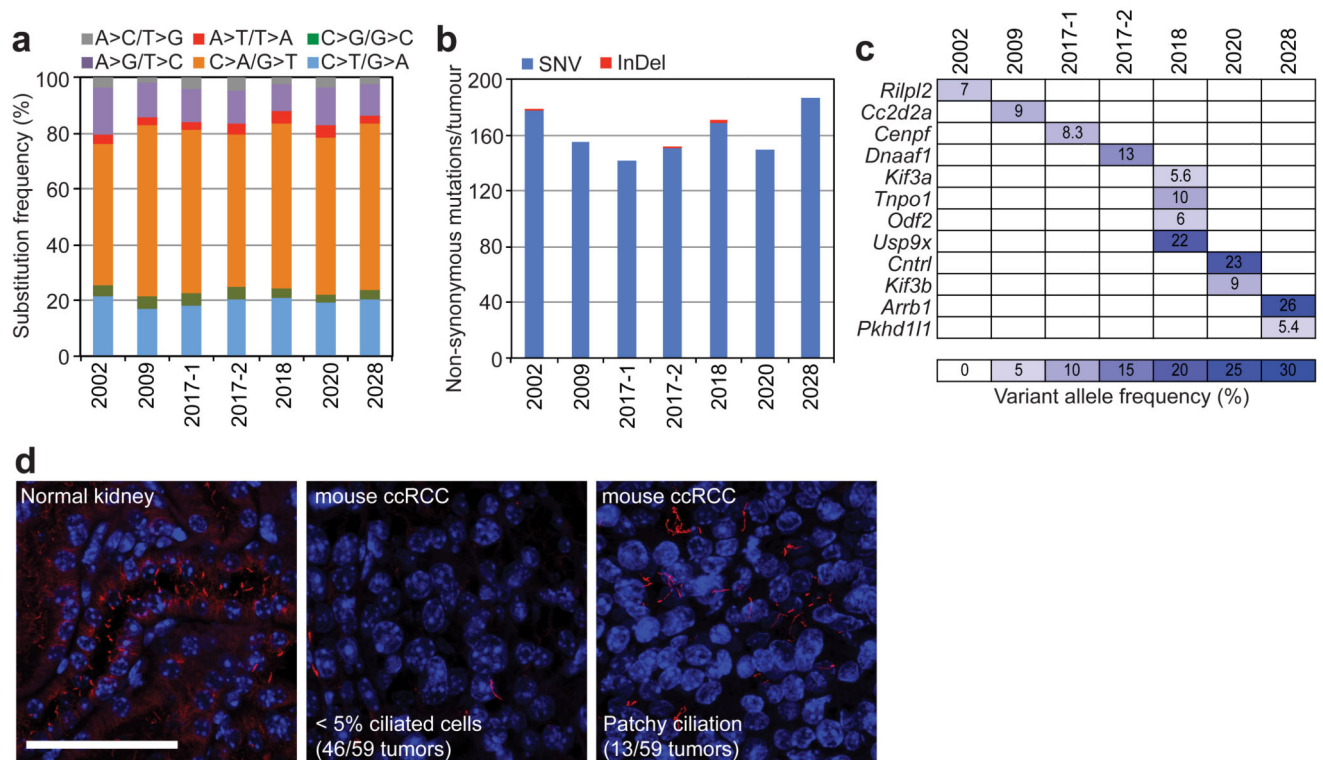 a
A>C/T>G A>T/T>A C>G/G>C
A>G/T>C C>A/G>T C>T/G>A
Substitution frequency (%)
100
80
60
40
20
0
2002 2009 2017-1 2017-2 2018 2020 2028
b
SNV InDel
Non-synonymous mutations/tumour
200
160
120
80
40
0
2002 2009 2017-1 2017-2 2018 2020 2028
c
2002 2009 2017-1 2017-2 2018 2020 2028
Rilpl2 7
Cc2d2a 9
Cenpf 8.3
Dnaaf1 13
Kif3a 5.6
Tnpo1 10
Odf2 6
Usp9x 22
Cntrl 23
Kif3b 9
Arrb1 26
Pkhd1l1 5.4
0 5 10 15 20 25 30
Variant allele frequency (%)
d
Normal kidney
mouse ccRCC
< 5% ciliated cells
(46/59 tumors)
mouse ccRCC
Patchy ciliation
(13/59 tumors)